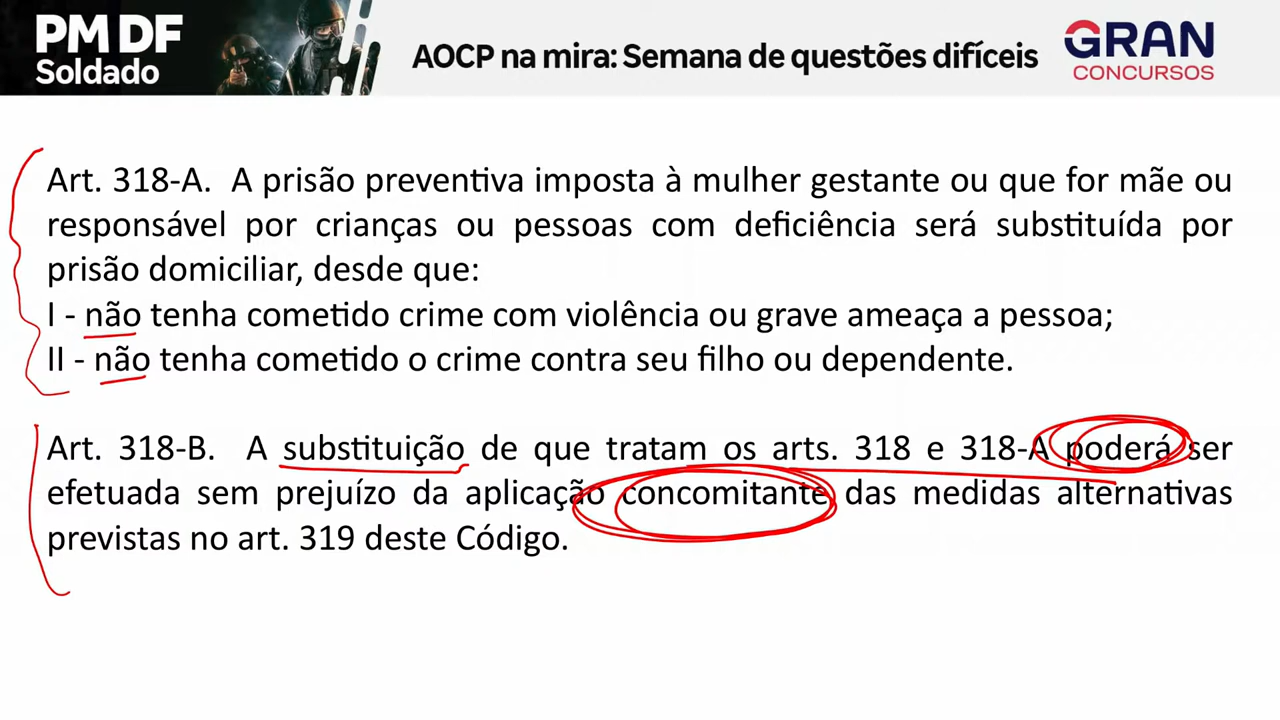 PM DF
Soldado
AOCP na mira: Semana de questões difíceis
GRAN
CONCURSOS
Art. 318-A. A prisão preventiva imposta à mulher gestante ou que for mãe ou
responsável por crianças ou pessoas com deficiência será substituída por
prisão domiciliar, desde que:
I - não tenha cometido crime com violência ou grave ameaça a pessoa;
II - não tenha cometido o crime contra seu filho ou dependente.
Art. 318-B. A substituição de que tratam os arts. 318 e 318-A poderá ser
efetuada sem prejuízo da aplicação concomitante das medidas alternativas
previstas no art. 319 deste Código.